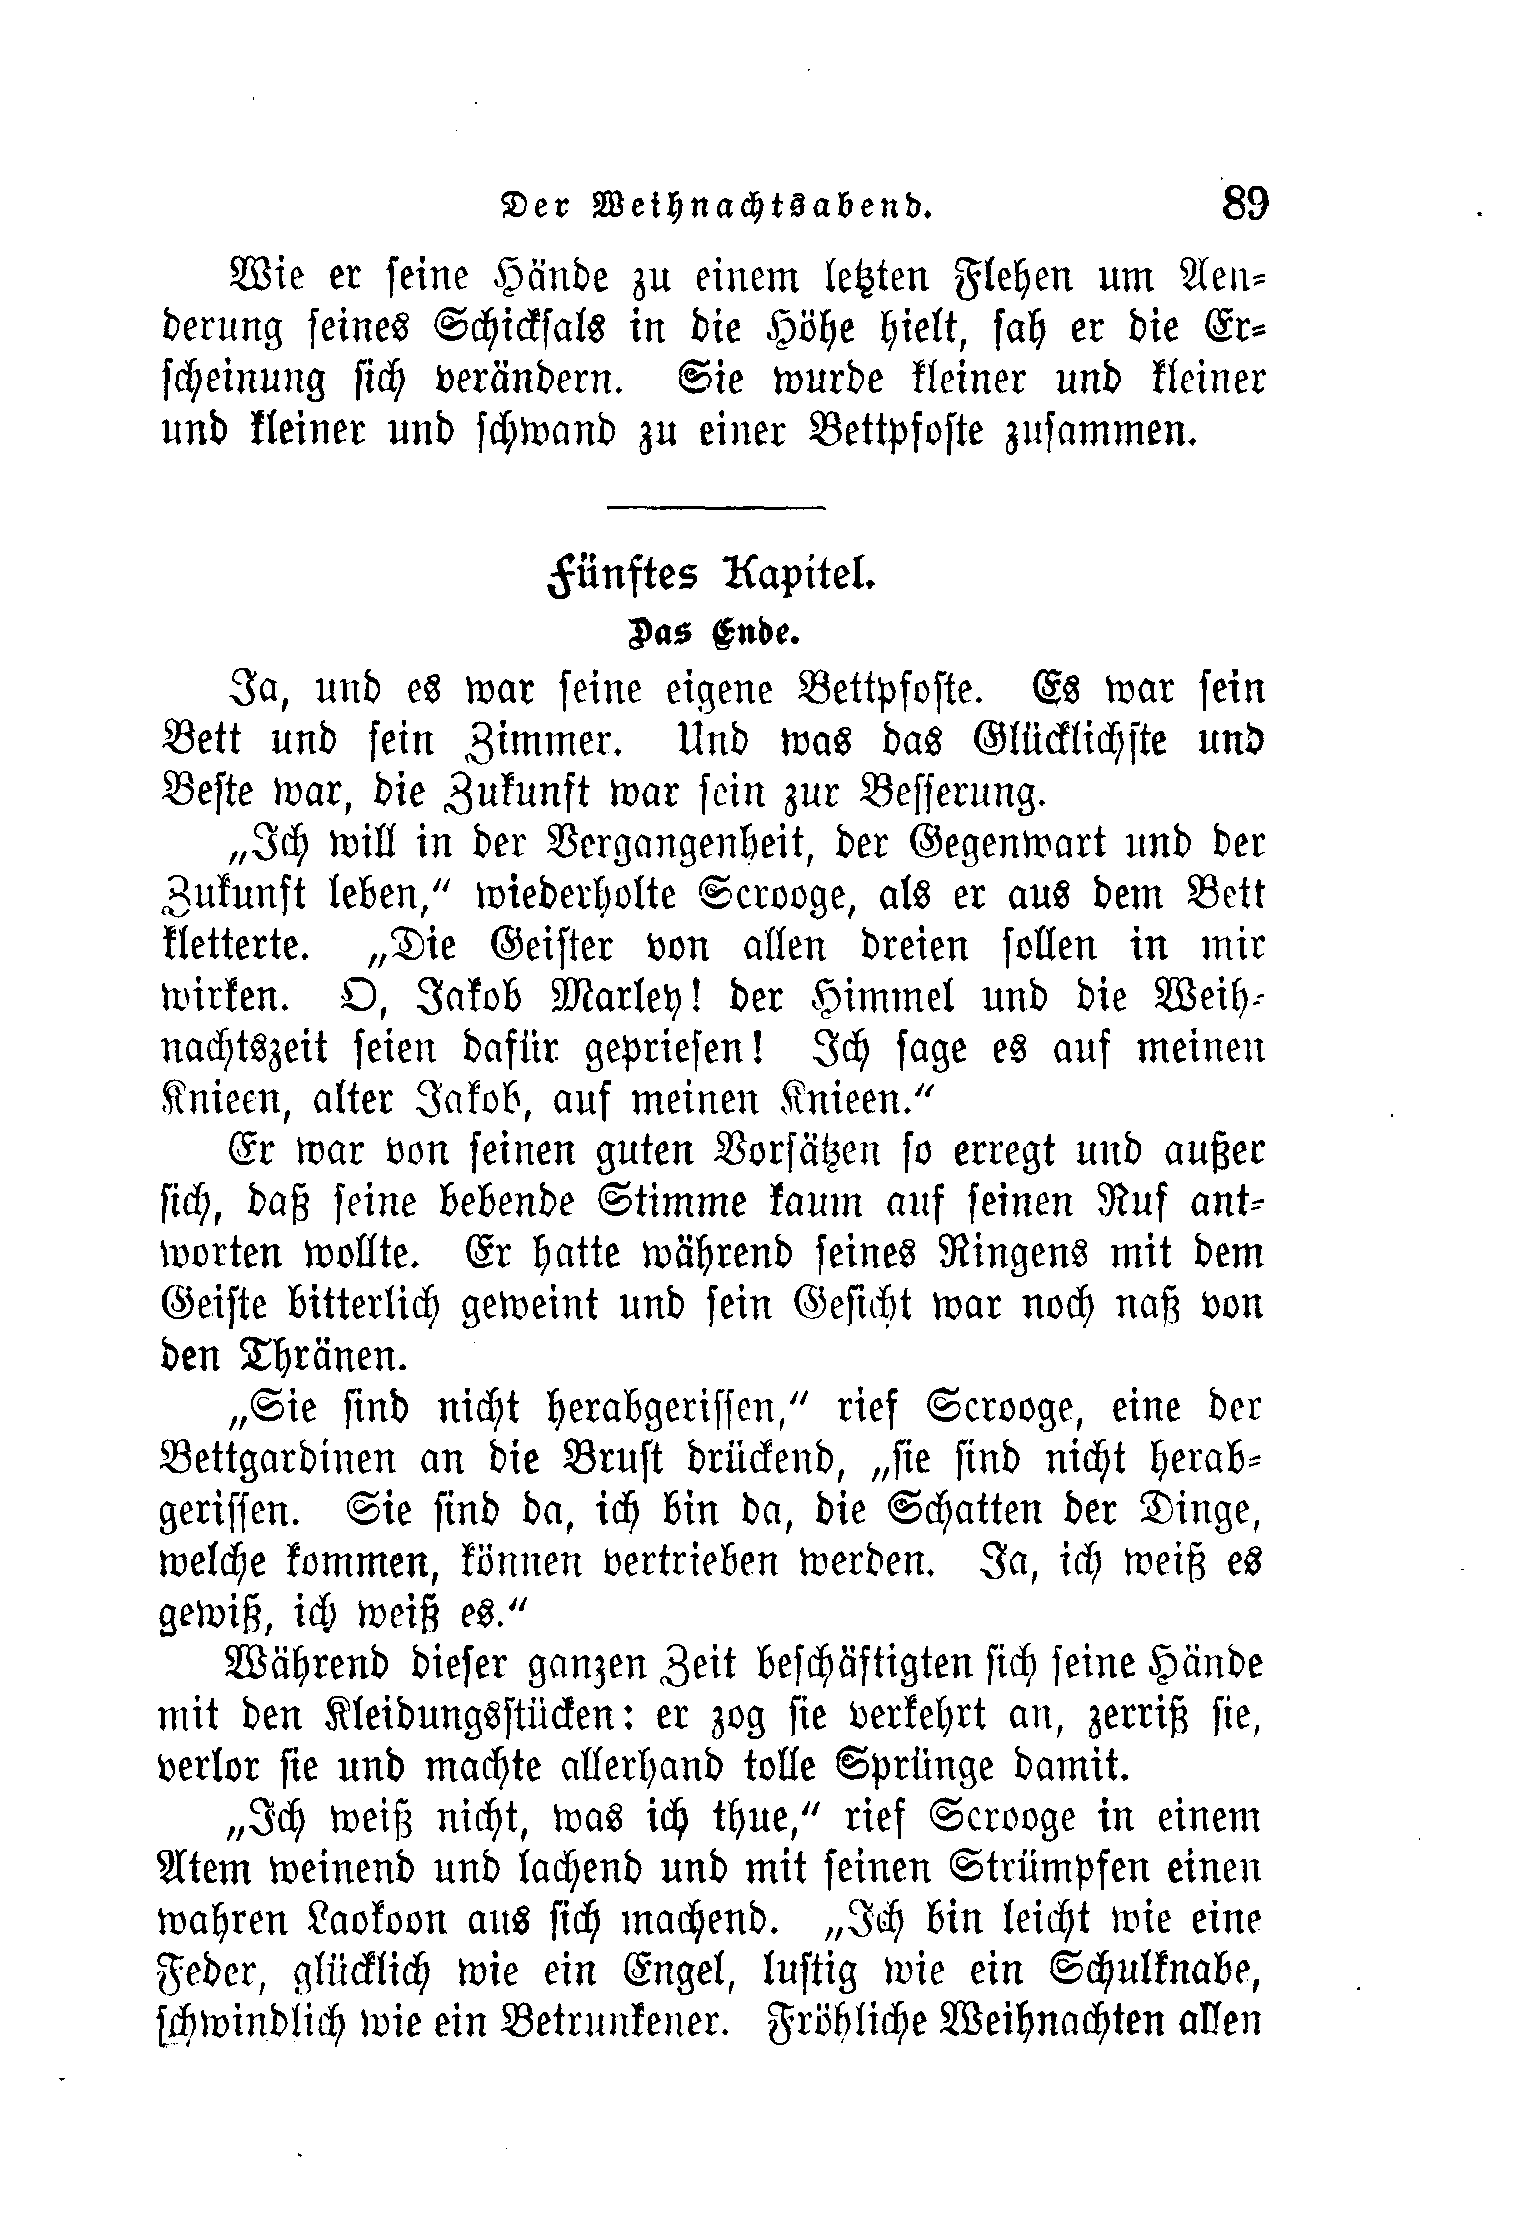 Der Weihnachtsabend. 89
Wie er seine Hände zu einem letzten Flehen um Aen-
derung seines Schicksals in die Höhe hielt, sah er die Er-
scheinung sich verändern. Sie wurde kleiner und kleiner
und kleiner und schwand zu einer Bettpfoste zusammen.
Fünftes Kapitel.
Das Ende.
Ja, und es war seine eigene Bettpfoste. Es war sein
Bett und sein Zimmer. Und was das Glücklichste und
Beste war, die Zukunft war sein zur Besserung.
„Ich will in der Vergangenheit, der Gegenwart und der
Zukunft leben,“ wiederholte Scrooge, als er aus dem Bett
kletterte. „Die Geister von allen dreien sollen in mir
wirken. O, Jakob Marley! der Himmel und die Weih-
nachtszeit seien dafür gepriesen! Ich sage es auf meinen
Knieen, alter Jakob, auf meinen Knieen.“
Er war von seinen guten Vorsätzen so erregt und außer
sich, daß seine bebende Stimme kaum auf seinen Ruf ant-
worten wollte. Er hatte während seines Ringens mit dem
Geiste bitterlich geweint und sein Gesicht war noch naß von
den Thränen.
„Sie sind nicht herabgerissen,“ rief Scrooge, eine der
Bettgardinen an die Brust drückend, „sie sind nicht herab-
gerissen. Sie sind da, ich bin da, die Schatten der Dinge,
welche kommen, können vertrieben werden. Ja, ich weiß es
gewiß, ich weiß es.“
Während dieser ganzen Zeit beschäftigten sich seine Hände
mit den Kleidungsstücken: er zog sie verkehrt an, zerriß sie,
verlor sie und machte allerhand tolle Sprünge damit.
„Ich weiß nicht, was ich thue,“ rief Scrooge in einem
Atem weinend und lachend und mit seinen Strümpfen einen
wahren Laokoon aus sich machend. „Ich bin leicht wie eine
Feder, glücklich wie ein Engel, lustig wie ein Schulknabe,
schwindlich wie ein Betrunkener. Fröhliche Weihnachten allen